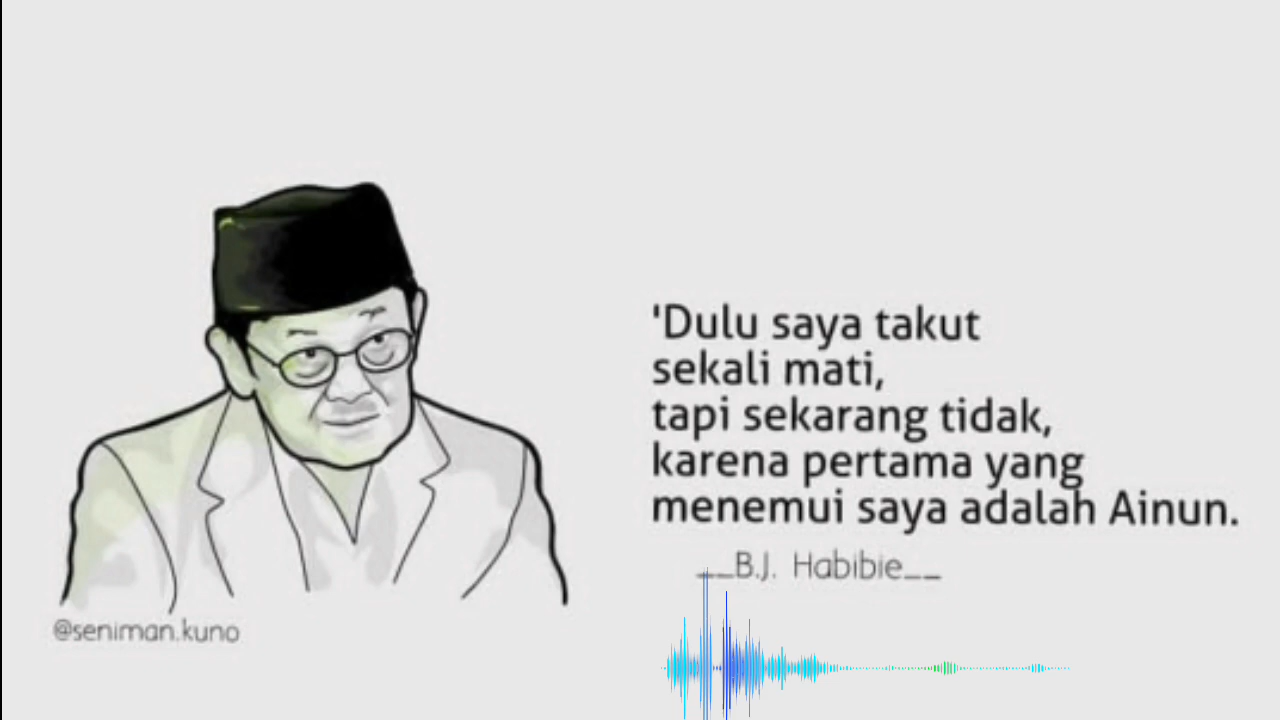 'Dulu saya takut
sekali mati,
tapi sekarang tidak,
karena pertama yang
menemui saya adalah Ainun.
__B.J. Habibie__
@seniman.kuno